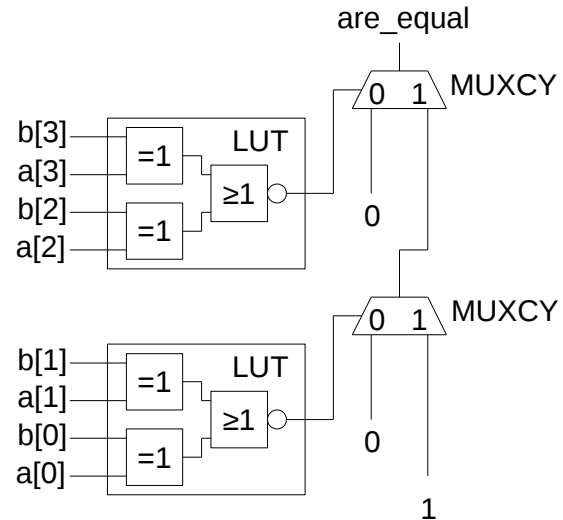 are_equal
0 1 MUXCY
b[3] =1 LUT
a[3] ≥1
b[2] =1 0
a[2]
0 1 MUXCY
b[1] =1 LUT
a[1] ≥1
b[0] =1 0
a[0]
1